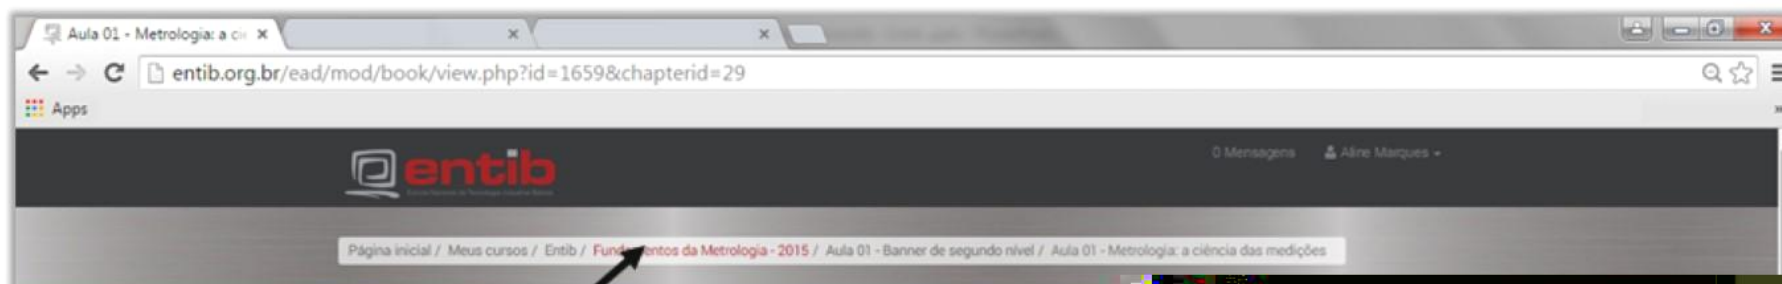 Aula 01 - Metrologia: a ci
entib.org.br/ead/mod/book/view.php?id=1659&chapterid=29
Apps
entib
0 Mensagens Aline Marques
Página inicial / Meus cursos / Entib / Fundamentos da Metrologia - 2015 / Aula 01 - Banner de segundo nível / Aula 01 - Metrologia: a ciência das medições